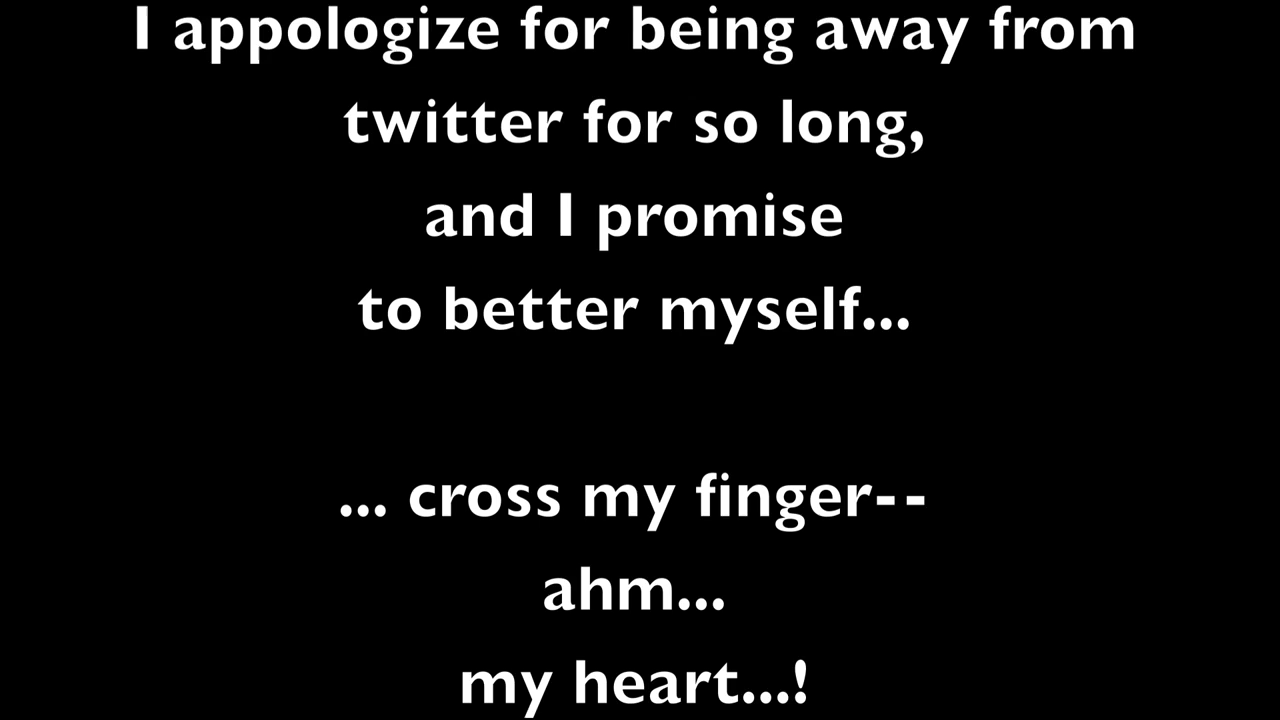 I appologize for being away from
twitter for so long,
and I promise
to better myself...
... cross my finger--
ahm...
my heart...!